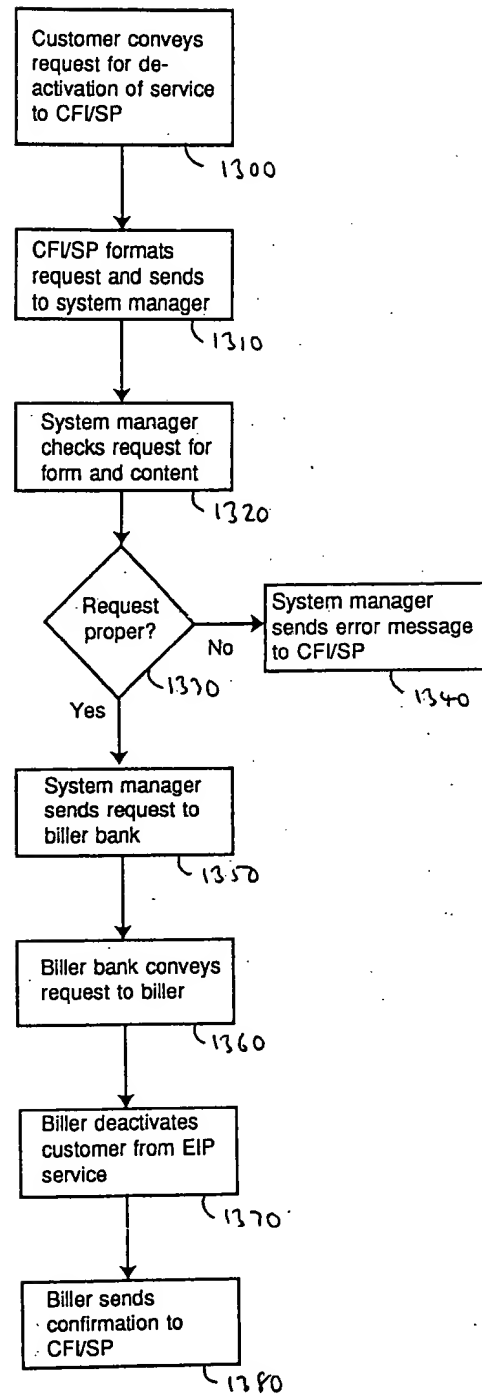 Customer conveys
request for de-
activation of service
to CFI/SP
1300
CFI/SP formats
request and sends
to system manager
1310
System manager
checks request for
form and content
1320
Request
proper?
1330
No
System manager
sends error message
to CFI/SP
1340
Yes
System manager
sends request to
biller bank
1350
Biller bank conveys
request to biller
1360
Biller deactivates
customer from EIP
service
1370
Biller sends
confirmation to
CFI/SP
1380